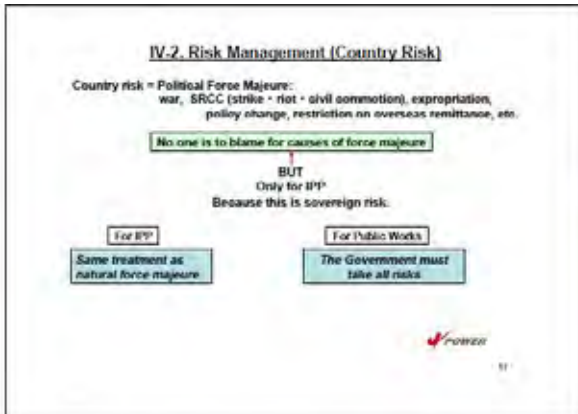 IV-2. Risk Management (Country Risk)
Country risk = Political Force Majeure:
war, SRCC (strike・riot・civil commotion), expropriation,
policy change, restriction on overseas remittance, etc.
No one is to blame for causes of force majeure
BUT
Only for IPP
Because this is sovereign risk.
For IPP
For Public Works
Same treatment as
natural force majeure
The Government must
take all risks
POWER